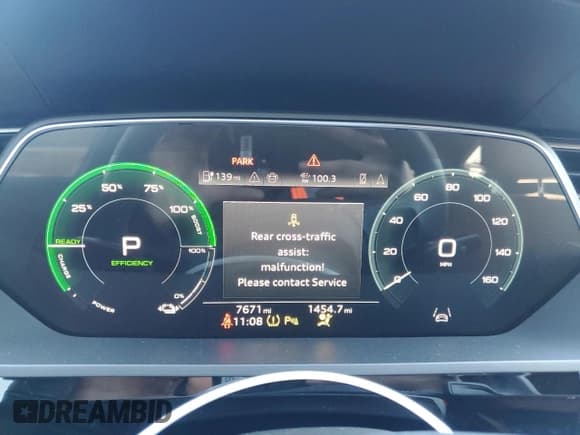 PARK
139 mi 100.3
50% 75%
25% 100%
BOOST
READY
P
EFFICIENCY
CHARGE
100%
0%
POWER
Rear cross-traffic
assist:
malfunction!
Please contact Service
7671 mi 1454.7 mi
11:08
80
60 100
40 120
20 140
0 160
0
MPH
DREAMBID